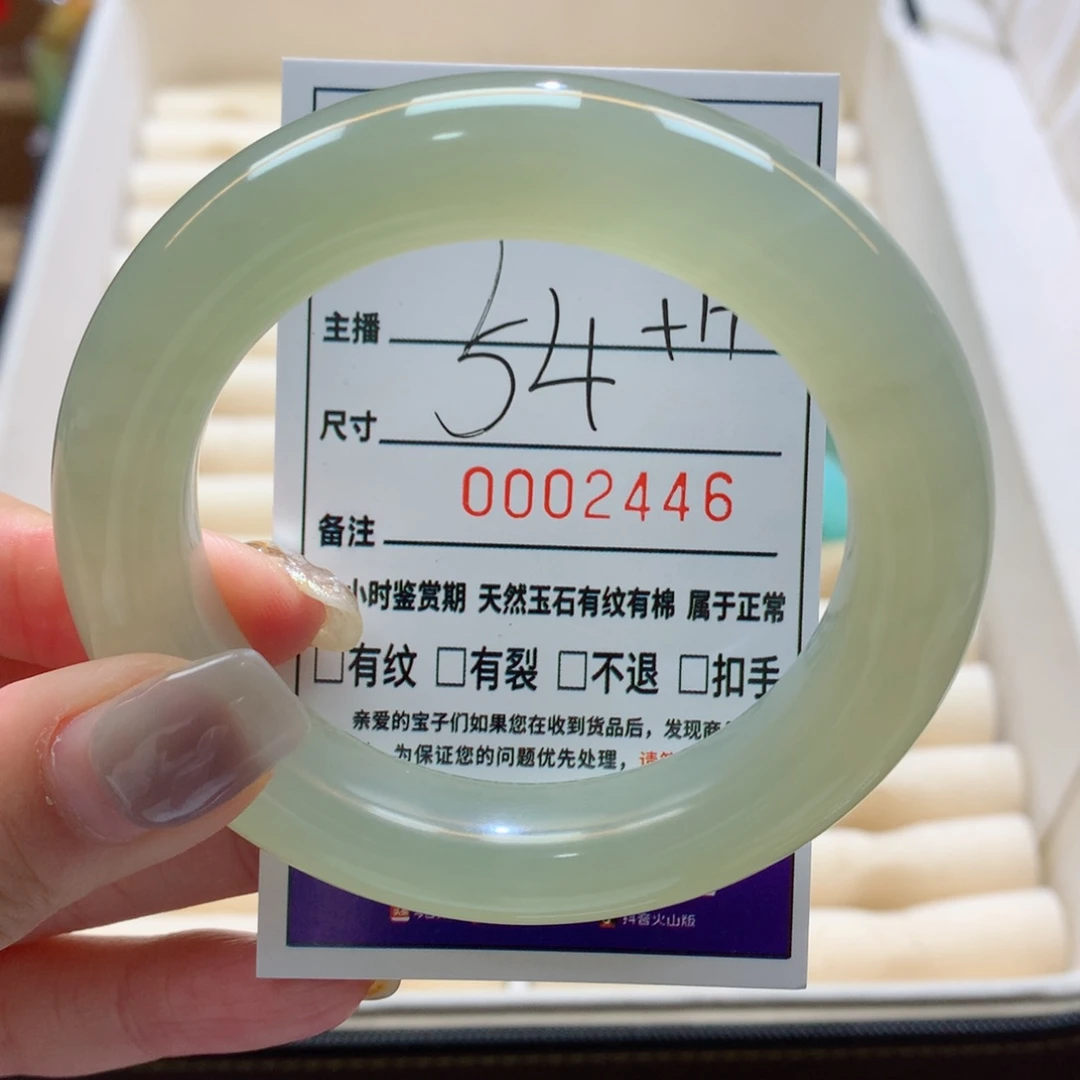 主播
54
尺寸
0002446
备注
小时鉴赏期 天然玉石有纹有棉 属于正常
□有纹 □有裂 □不退 □扣手
亲爱的宝子们如果您在收到货品后，发现商
为保证您的问题优先处理，请
抖音火山版